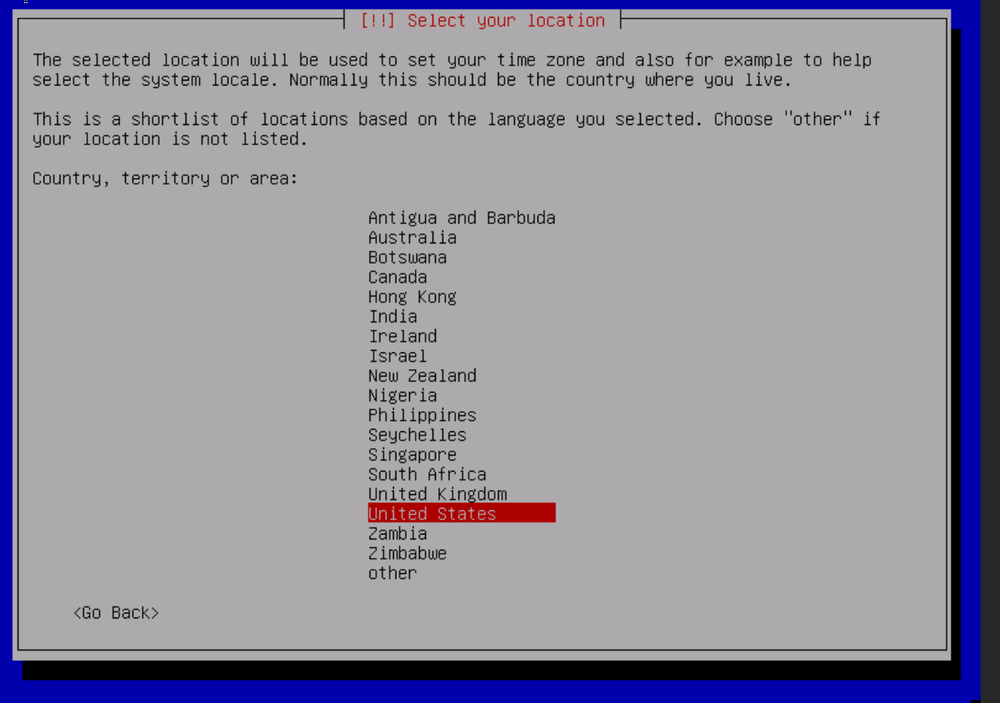 [!!] Select your location
The selected location will be used to set your time zone and also for example to help
select the system locale. Normally this should be the country where you live.
This is a shortlist of locations based on the language you selected. Choose "other" if
your location is not listed.
Country, territory or area:
Antigua and Barbuda
Australia
Botswana
Canada
Hong Kong
India
Ireland
Israel
New Zealand
Nigeria
Philippines
Seychelles
Singapore
South Africa
United Kingdom
United States
Zambia
Zimbabwe
other
<Go Back>